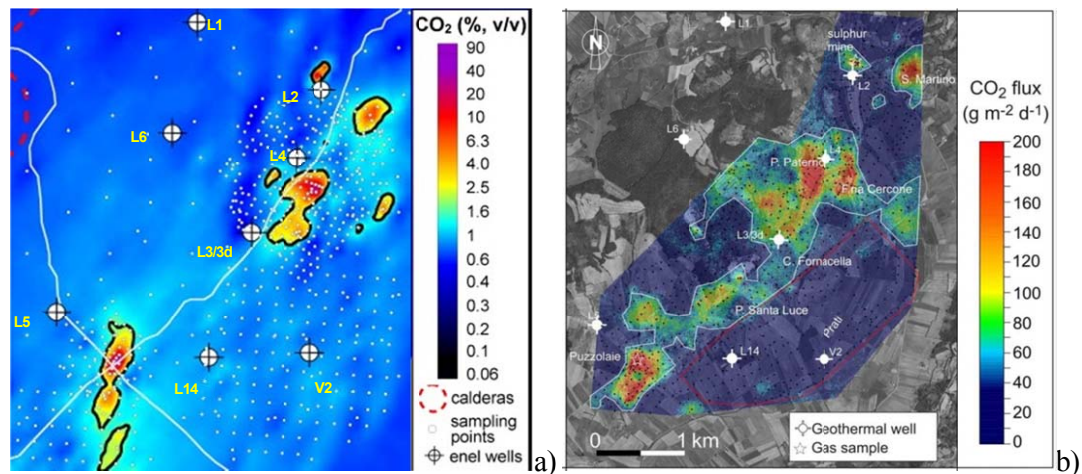 CO₂ (%, v/v)
90
20
10
6.3
4.0
2.5
1.6
1
0.6
0.4
0.3
0.2
0.1
0.06
calderas
sampling
points
enel wells
L1
L2
L6
L4
L3/3d
L5
L14
V2
a)
N
L1
sulphur
mine
L2
S. Martino
L6
P. Paterno
L4
F.na Cercone
L3/3d
C. Fornacella
P. Santa Luce
Prati
Puzzolaie
L14
V2
0 1 km
Geothermal well
Gas sample
CO₂ flux
(g m⁻² d⁻¹)
200
180
160
140
120
100
80
60
40
20
0
b)